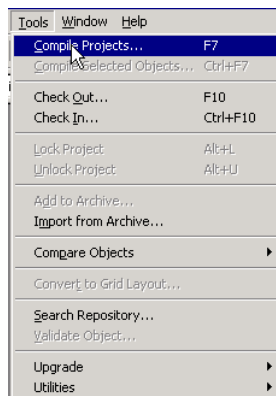 Tools Window Help
Compile Projects... F7
Compile Selected Objects... Ctrl+F7
Check Out... F10
Check In... Ctrl+F10
Lock Project Alt+L
Unlock Project Alt+U
Add to Archive...
Import from Archive...
Compare Objects
Convert to Grid Layout...
Search Repository...
Validate Object...
Upgrade
Utilities